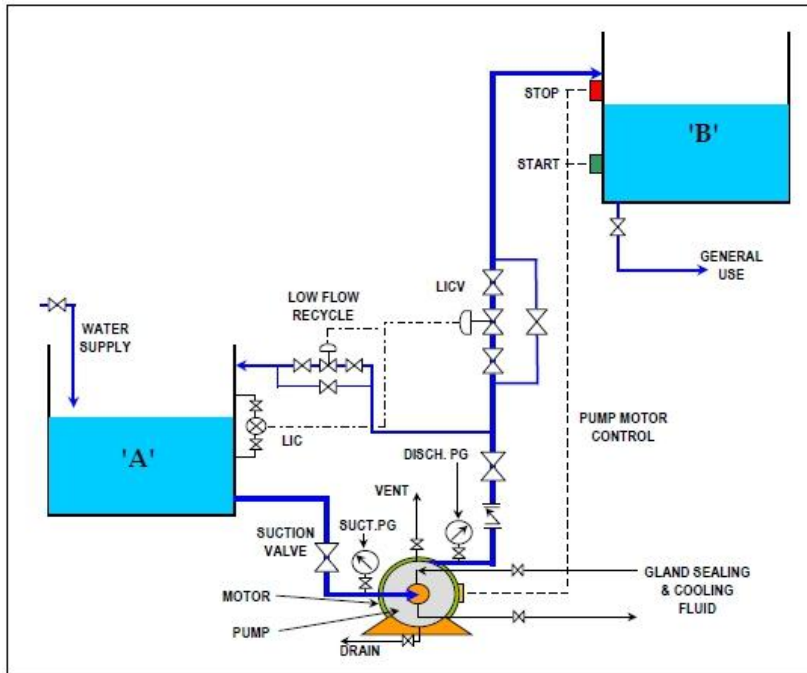 STOP
'B'
START
GENERAL
USE
LICV
LOW FLOW
RECYCLE
WATER
SUPPLY
'A'
LIC
PUMP MOTOR
CONTROL
DISCH. PG
VENT
SUCTION
VALVE
SUCT.PG
GLAND SEALING
& COOLING
FLUID
MOTOR
PUMP
DRAIN